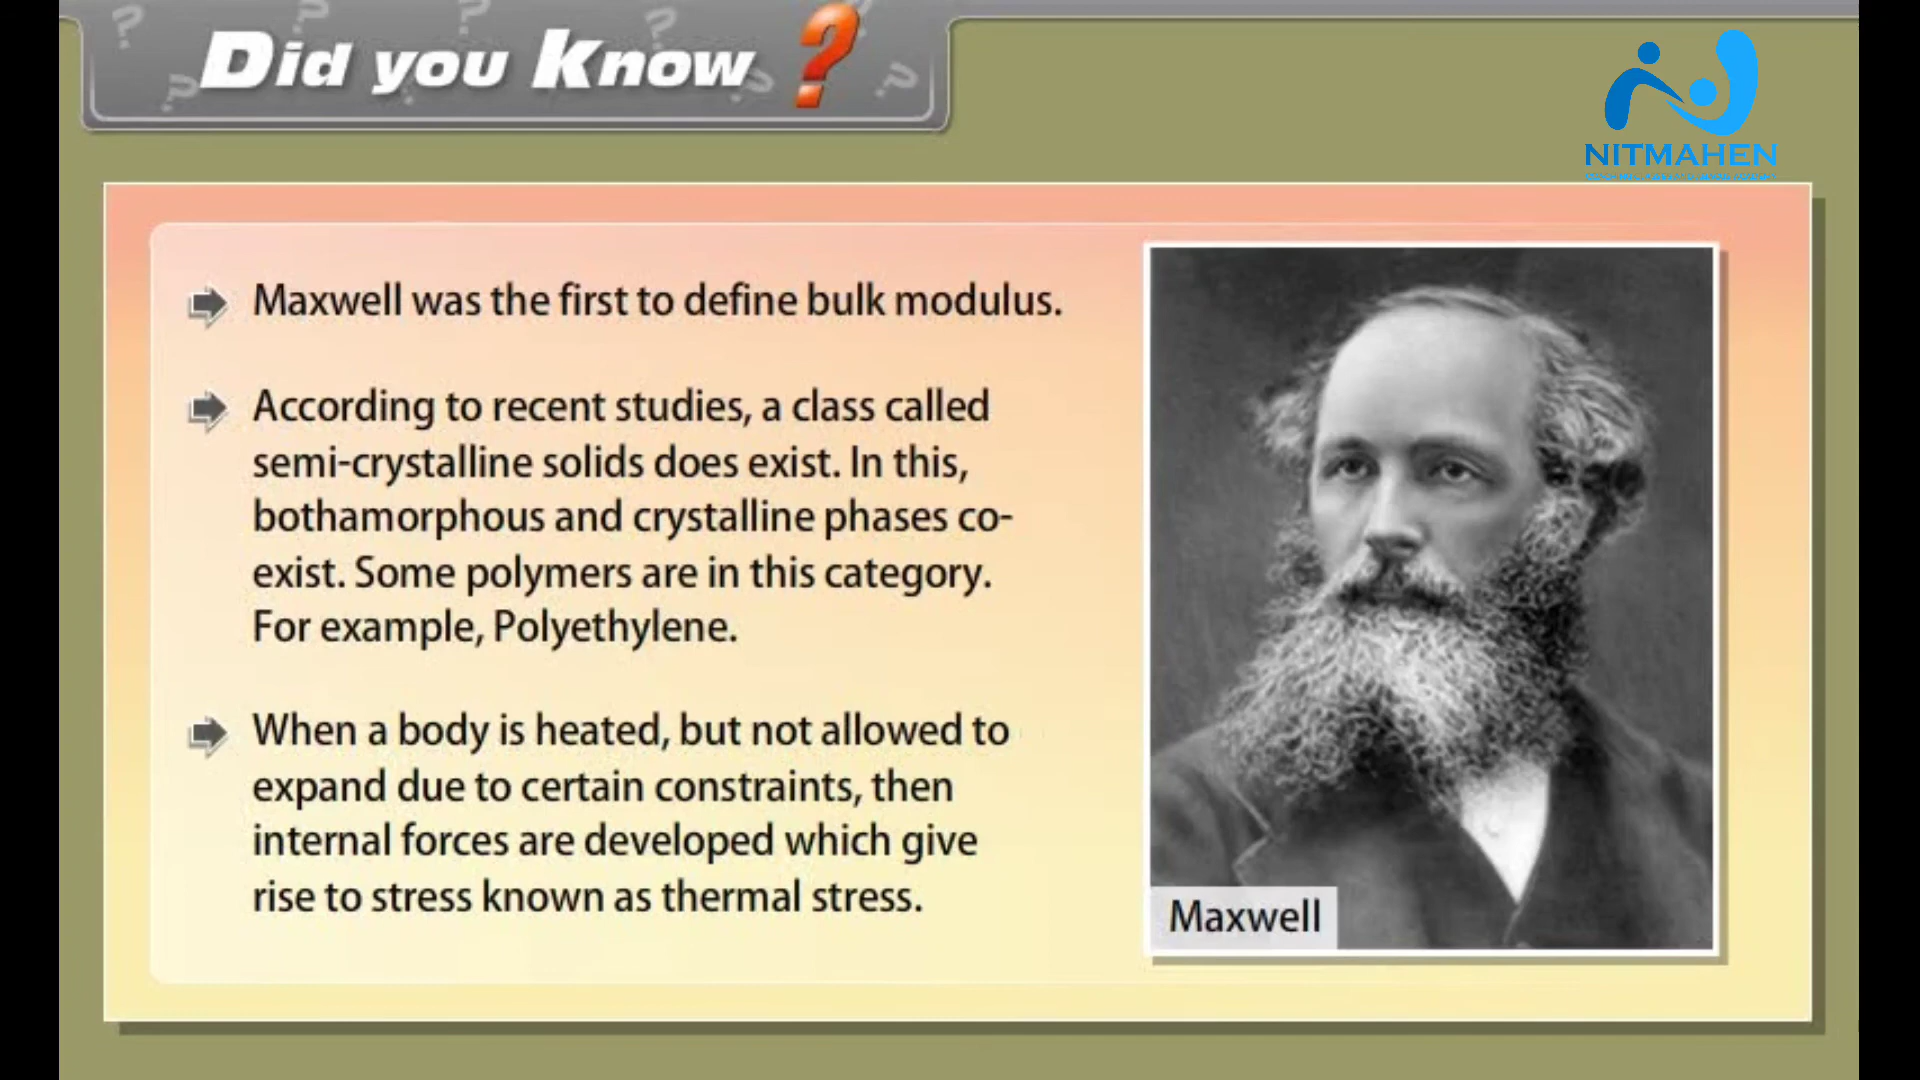 Did you Know ?
NITMAHEN
Maxwell was the first to define bulk modulus.
According to recent studies, a class called
semi-crystalline solids does exist. In this,
bothamorphous and crystalline phases co-
exist. Some polymers are in this category.
For example, Polyethylene.
When a body is heated, but not allowed to
expand due to certain constraints, then
internal forces are developed which give
rise to stress known as thermal stress.
Maxwell